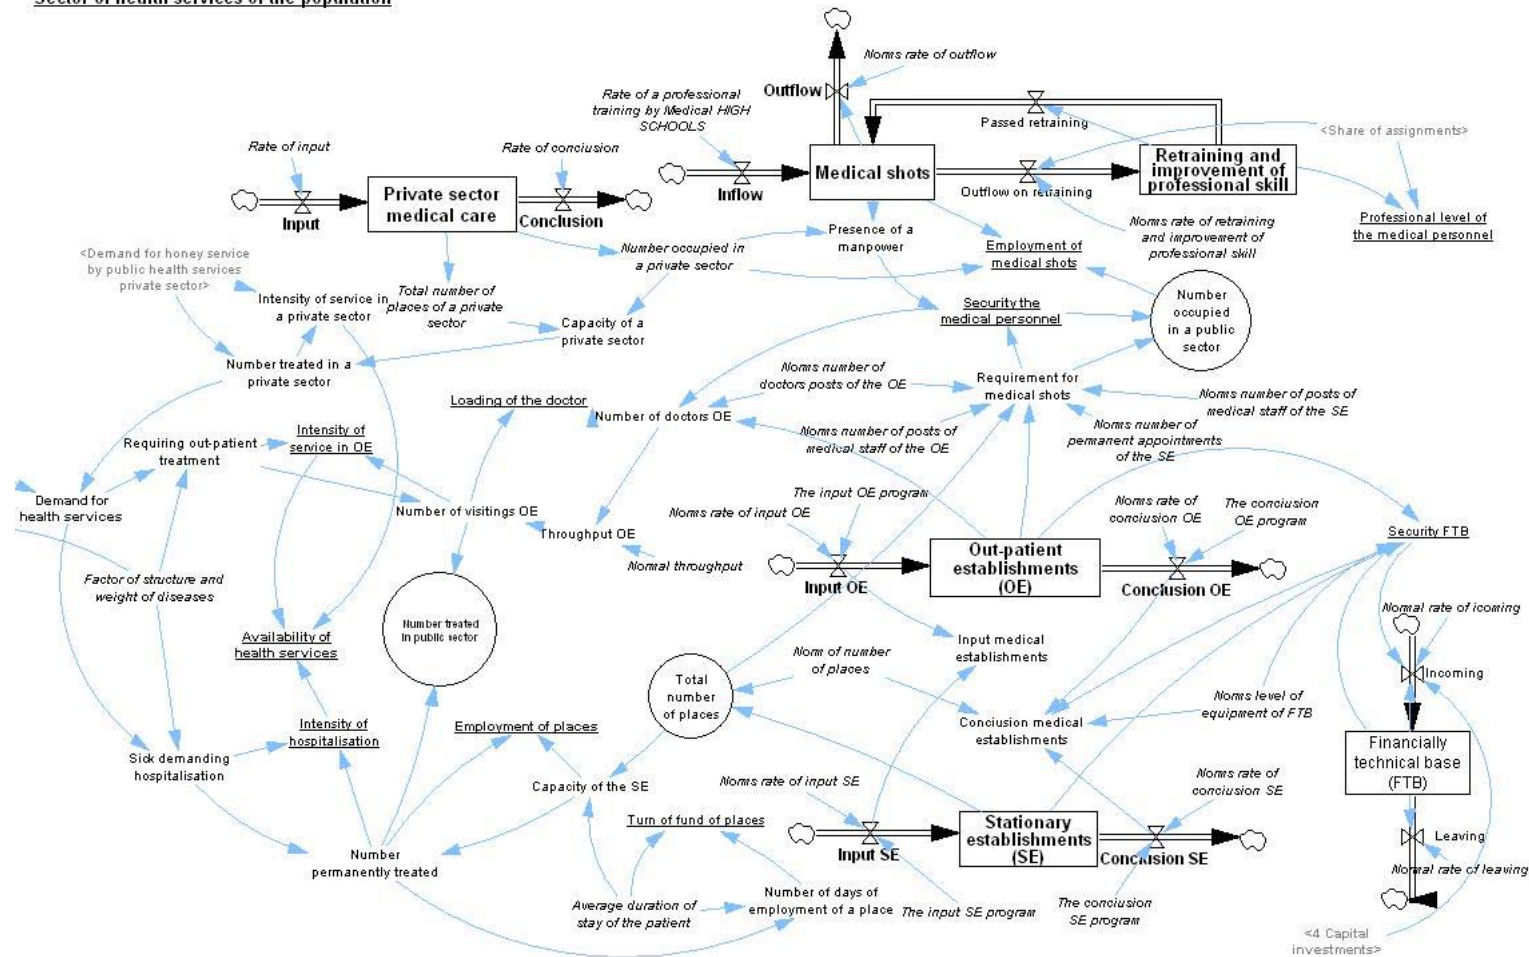 Sector of health services of the population
Norms rate of outflow
Outflow
Rate of a professional
training by Medical HIGH
SCHOOLS
Passed retraining
<Share of assignments>
Rate of input
Rate of conciusion
Private sector
medical care
Input
Conclusion
Inflow
Medical shots
Outflow on retraining
Retraining and
improvement of
professional skill
Professional level of
the medical personnel
Norms rate of retraining
and improvement of
professional skill
Presence of a
manpower
Number occupied in
a private sector
Employment of
medical shots
<Demand for honey service
by public health services
private sector>
Intensity of service in
a private sector
Total number of
places of a private
sector
Capacity of a
private sector
Security the
medical personnel
Number
occupied
in a public
sector
Number treated in a
private sector
Norms number of
doctors posts of the OE
Requirement for
medical shots
Norms number of posts of
medical staff of the SE
Loading of the doctor
Number of doctors OE
Norms number of posts of
medical staff of the OE
Norms number of
permanent appointments
of the SE
Requiring out-patient
treatment
Intensity of
service in OE
Demand for
health services
Number of visitings OE
The input OE program
Norms rate of input OE
Norms rate of
conciusion OE
The conciusion
OE program
Throughput OE
Security FTB
Normal throughput
Out-patient
establishments
(OE)
Input OE
Conclusion OE
Factor of structure and
weight of diseases
Number treated
in public sector
Normal rate of icoming
Availability of
health services
Input medical
establishments
Norm of number
of places
Total
number
of places
Incoming
Norms level of
equipment of FTB
Intensity of
hospitalisation
Employment of places
Conciusion medical
establishments
Sick demanding
hospitalisation
Financially
technical base
(FTB)
Capacity of the SE
Norms rate of input SE
Norms rate of
conciusion SE
Turn of fund of places
Stationary
establishments
(SE)
Input SE
Conclusion SE
Leaving
Number
permanently treated
Normal rate of leaving
Average duration of
stay of the patient
Number of days of
employment of a place
The input SE program
The conciusion
SE program
<4 Capital
investments>